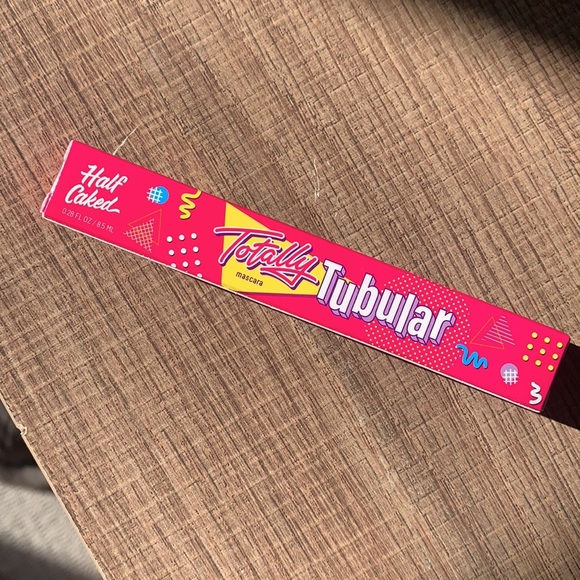 Half
Caked
0.28 FL OZ / 8.5 ML
Totally
mascara
Tubular